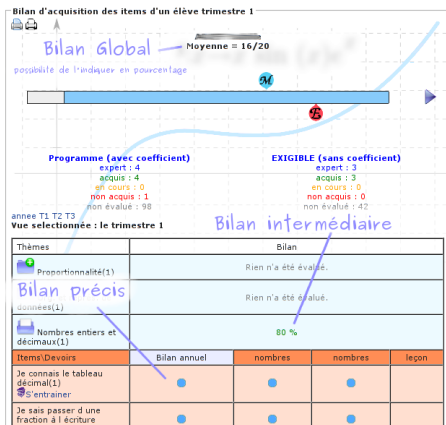 Bilan d'acquisition des items d'un élève trimestre 1
Bilan Global
Moyenne = 16/20
possibilité de l'indiquer en pourcentage
M
E
Programme (avec coefficient)
expert : 4
acquis : 4
en cours : 0
non acquis : 1
non évalué : 98
EXIGIBLE (sans coefficient)
expert : 3
acquis : 3
en cours : 0
non acquis : 0
non évalué : 42
annee T1 T2 T3
Vue selectionnée : le trimestre 1
Bilan intermédiaire
Thèmes
Bilan
Proportionnalité(1)
Rien n'a été évalué.
Bilan précis
données(1)
Rien n'a été évalué.
Nombres entiers et
décimaux(1)
80 %
Items\Devoirs
Bilan annuel
nombres
nombres
leçon
Je connais le tableau
décimal(1)
S'entrainer
Je sais passer d une
fraction à l écriture